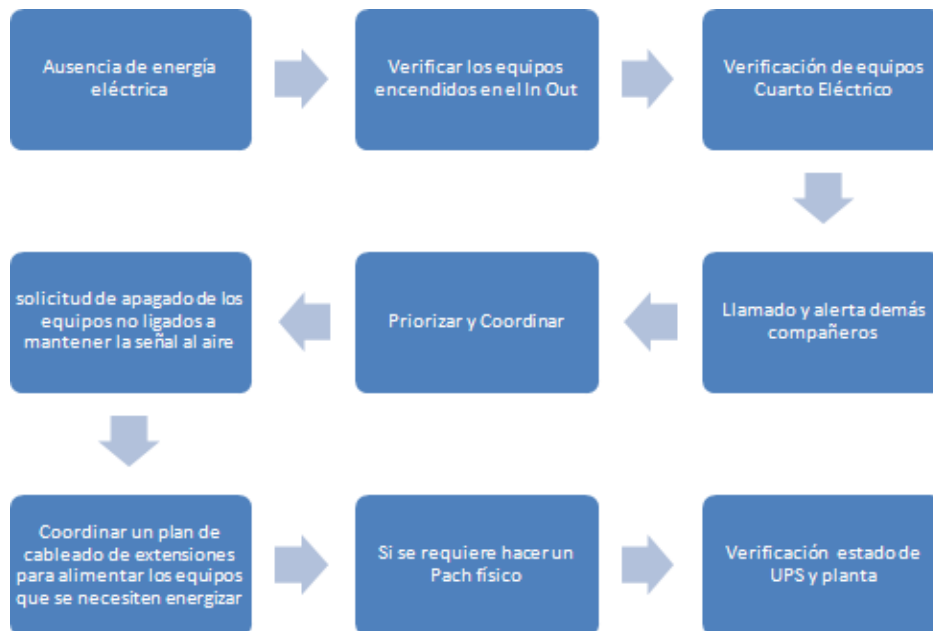 Ausencia de energía
eléctrica
Verificar los equipos
encendidos en el In Out
Verificación de equipos
Cuarto Eléctrico
Llamado y alerta demás
compañeros
Priorizar y Coordinar
solicitud de apagado de los
equipos no ligados a
mantener la señal al aire
Coordinar un plan de
cableado de extensiones
para alimentar los equipos
que se necesiten energizar
Si se requiere hacer un
Pach físico
Verificación estado de
UPS y planta